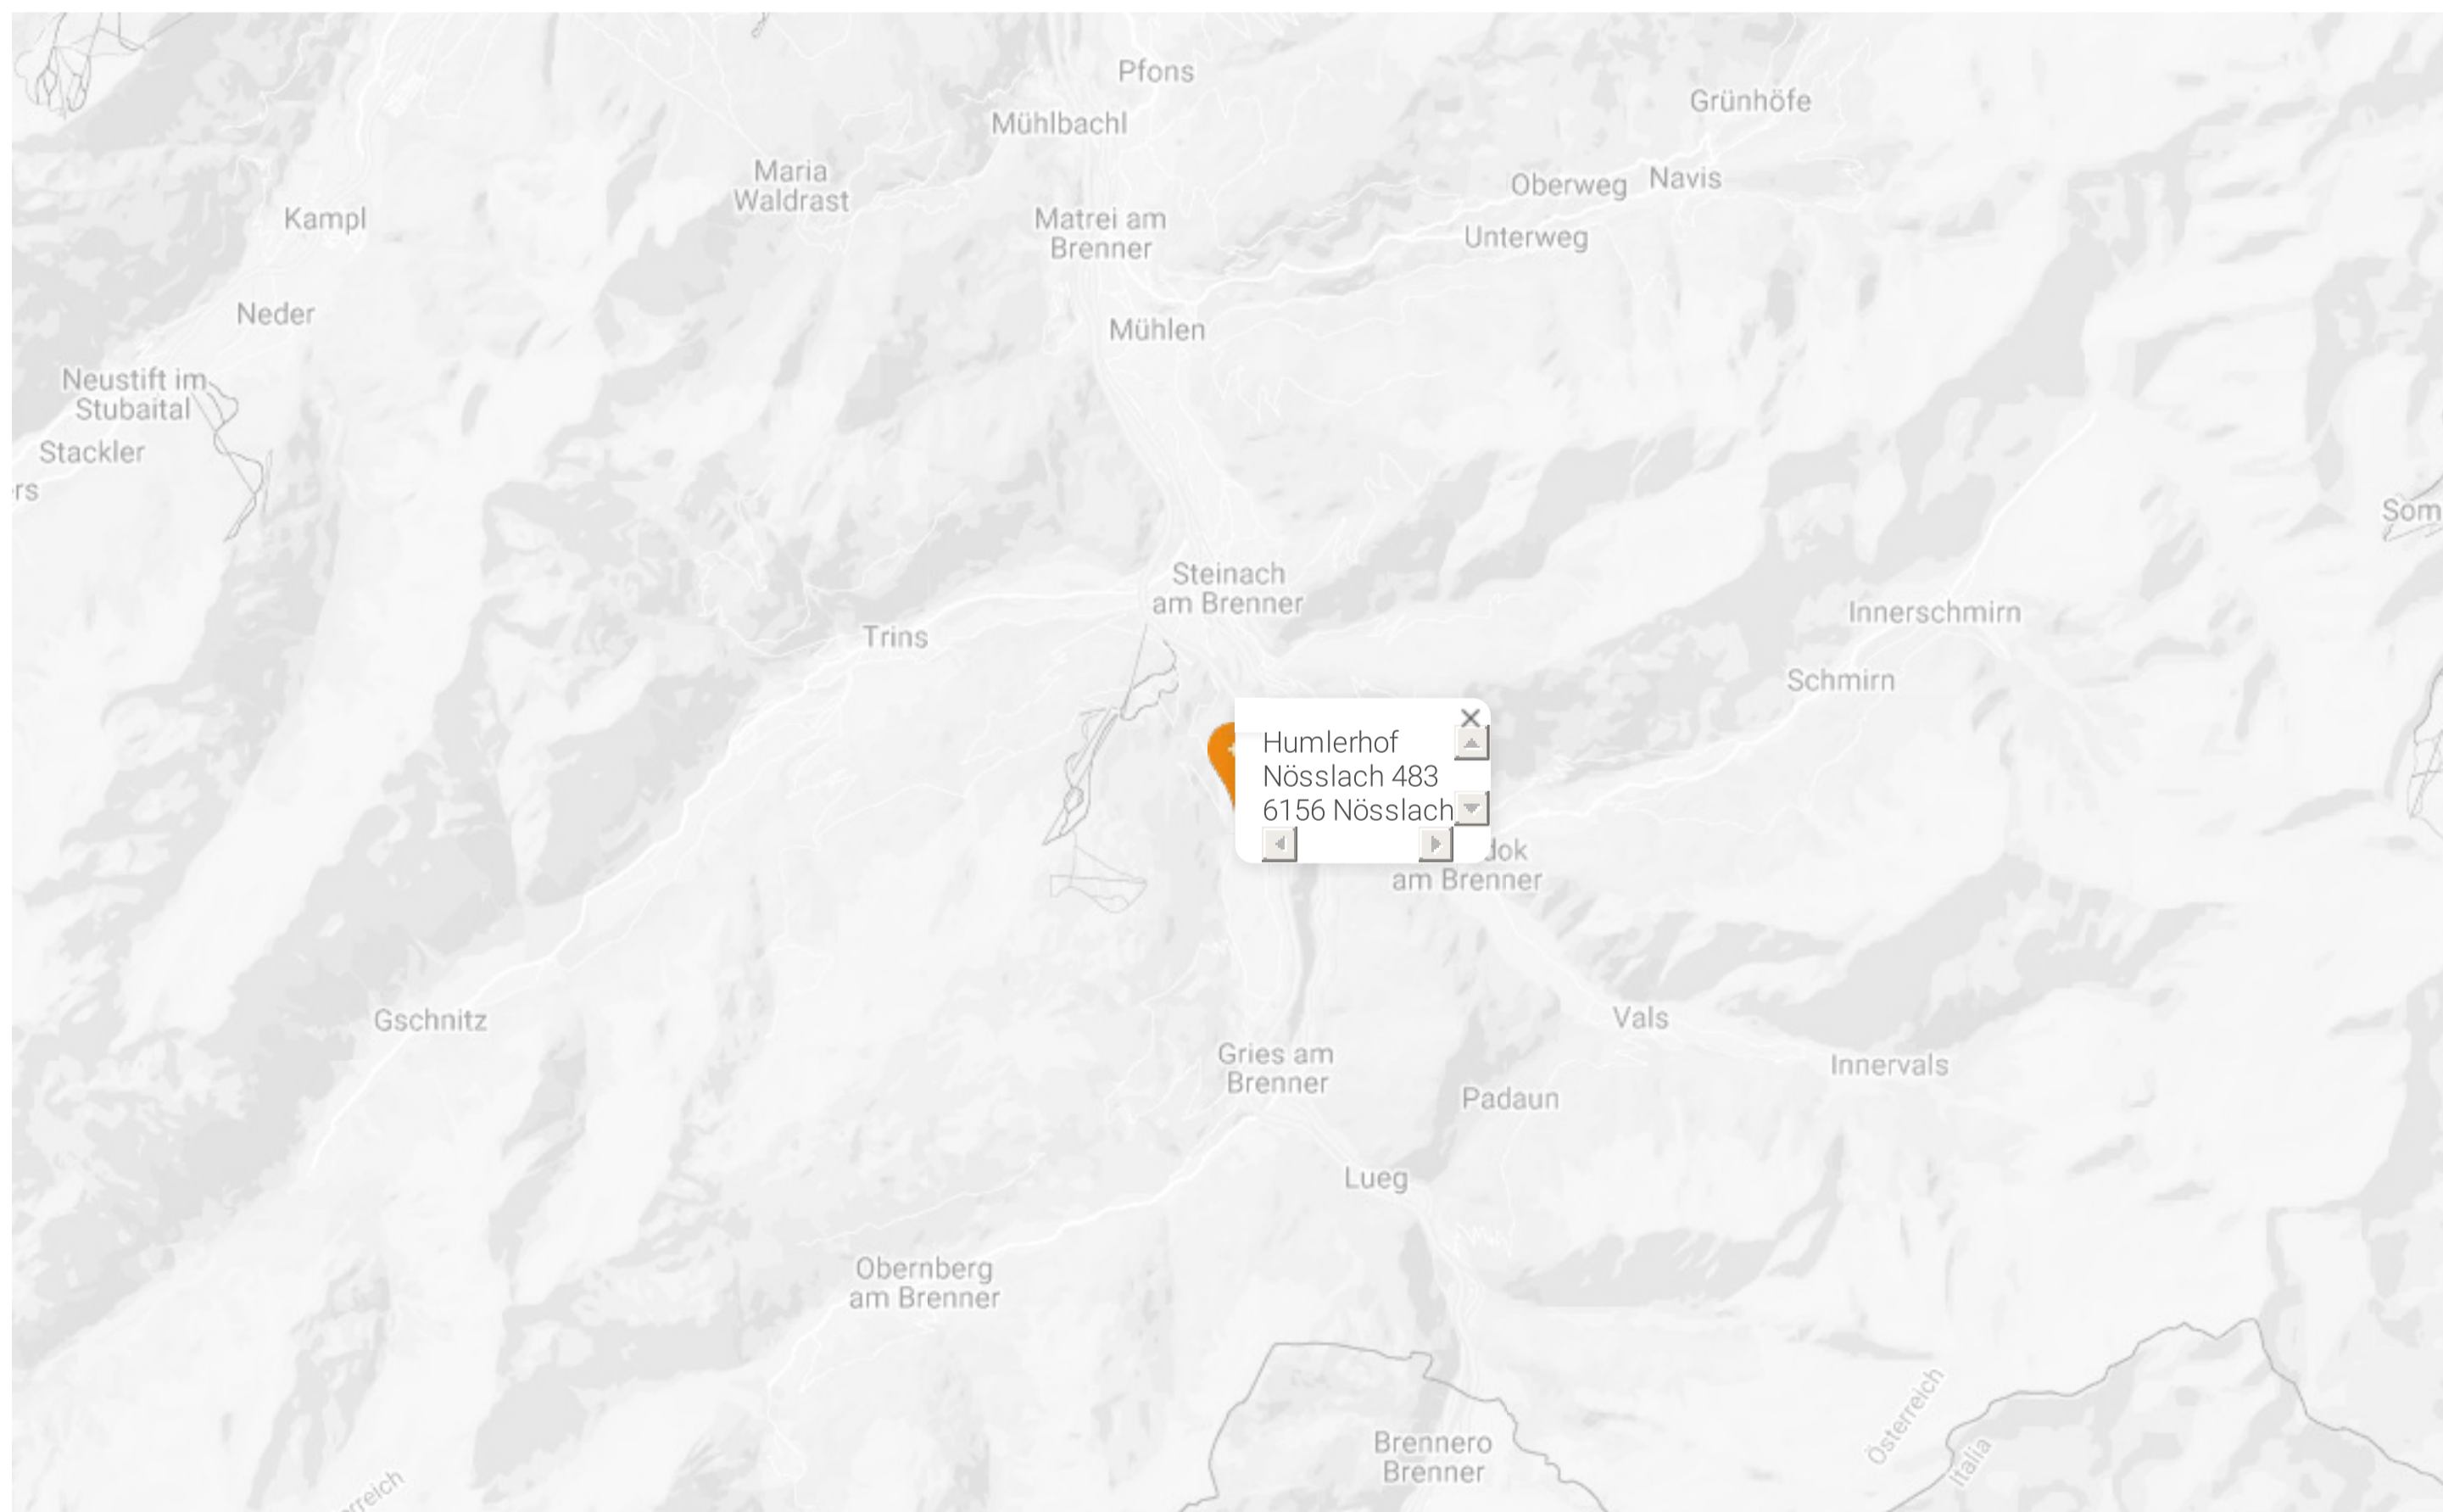 Pfons
Grünhöfe
Mühlbachl
Maria
Waldrast
Oberweg
Navis
Kampl
Matrei am
Brenner
Unterweg
Neder
Mühlen
Neustift im
Stubaital
Stackler
Steinach
am Brenner
Innerschmirn
Trins
Schmirn
Humlerhof
Nösslach 483
6156 Nösslach
am Brenner
Gschnitz
Vals
Gries am
Brenner
Innervals
Padaun
Lueg
Obernberg
am Brenner
Österreich
Italia
Brennero
Brenner